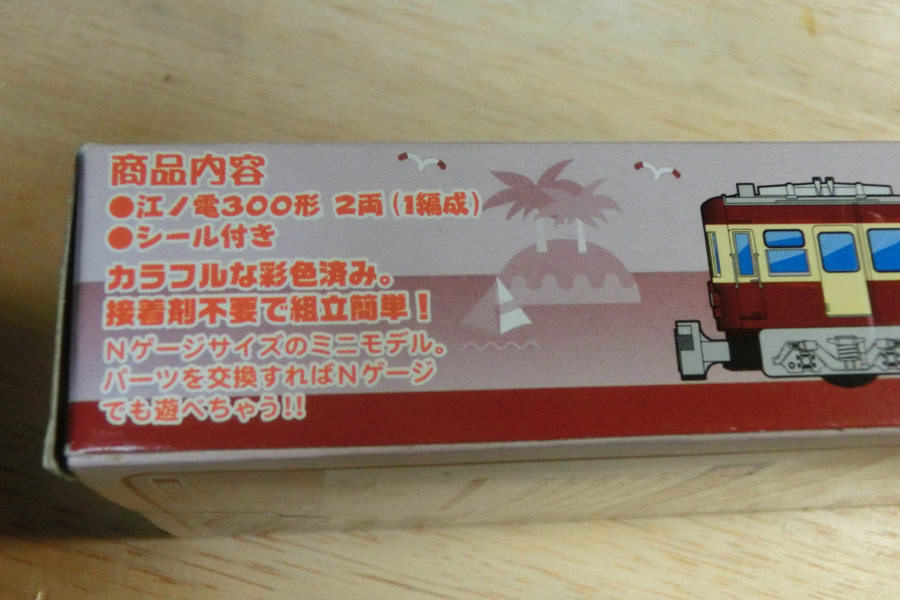 商品内容
●江ノ電300形 2両(1編成)
●シール付き
カラフルな彩色済み。
接着剤不要で組立簡単!
Nゲージサイズのミニモデル。
パーツを交換すればNゲージ
でも遊べちゃう!!